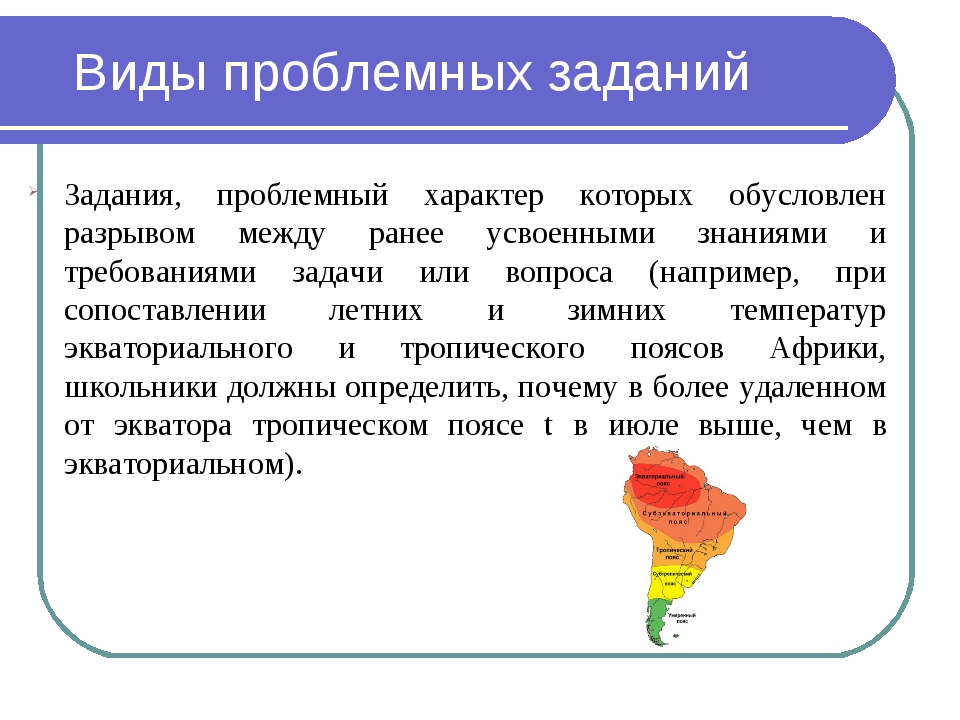 Виды проблемных заданий
Задания, проблемный характер которых обусловлен
разрывом между ранее усвоенными знаниями и
требованиями задачи или вопроса (например, при
сопоставлении летних и зимних температур
экваториального и тропического поясов Африки,
школьники должны определить, почему в более удаленном
от экватора тропическом поясе t в июле выше, чем в
экваториальном).
Экваториальный
пояс
Субэкваториальный
пояс
Тропический
пояс
Субтропический
пояс
Умеренный
пояс